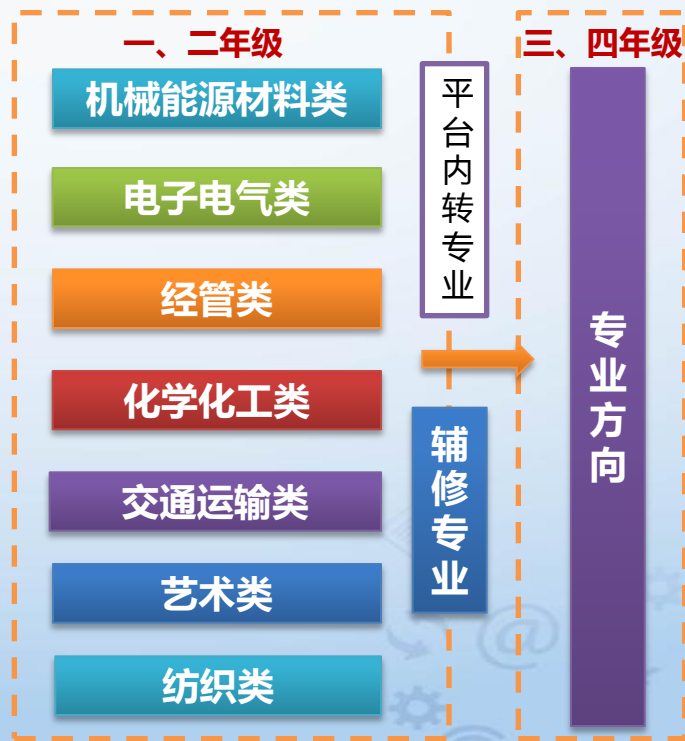 一、二年级
机械能源材料类
电子电气类
经管类
化学化工类
交通运输类
艺术类
纺织类
平台内转专业
辅修专业
三、四年级
专业方向